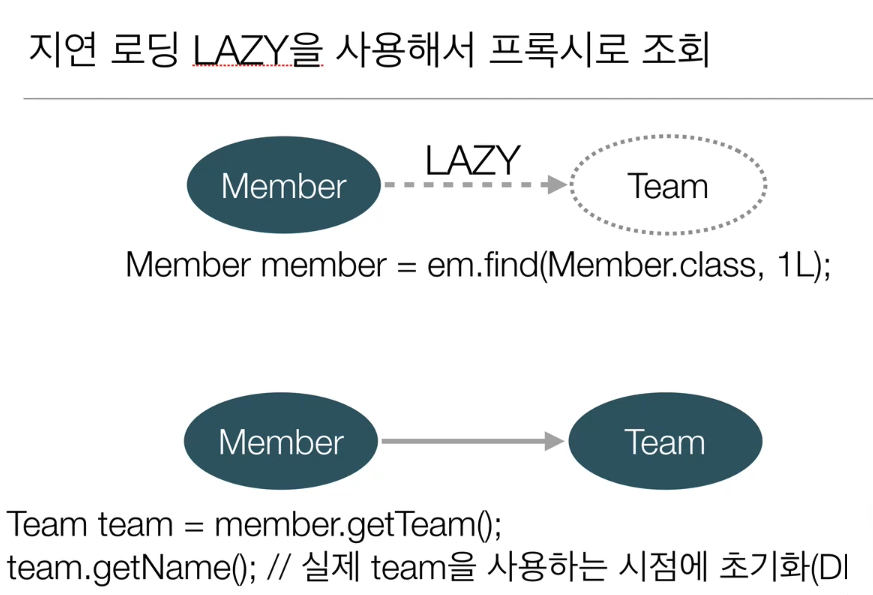 지연 로딩 LAZY을 사용해서 프록시로 조회
LAZY
Member
Team
Member member = em.find(Member.class, 1L);
Member
Team
Team team = member.getTeam();
team.getName(); // 실제 team을 사용하는 시점에 초기화(